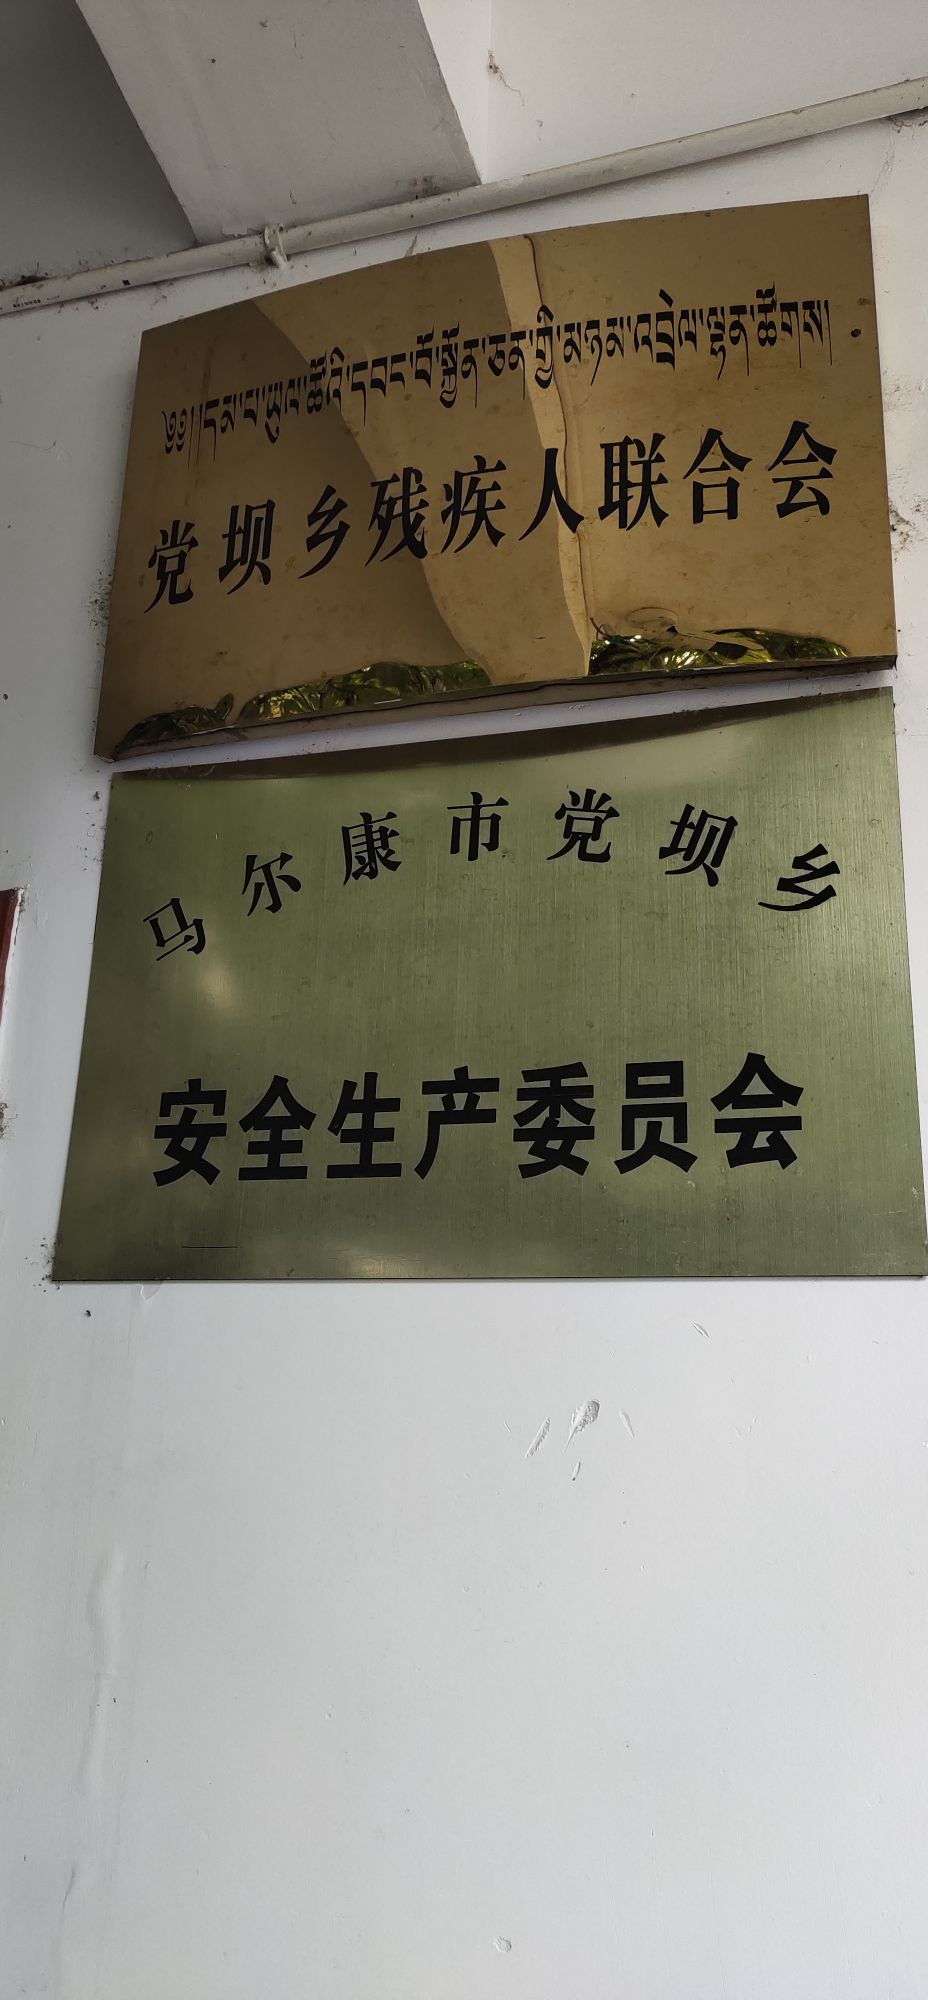 ༄༅།།དམ་པ་ཡུལ་ཚོའི་དབང་པོ་སྐྱོན་ཅན་གྱི་མཉམ་འབྲེལ་ལྷན་ཚོགས།
党坝乡残疾人联合会
马尔康市党坝乡
安全生产委员会